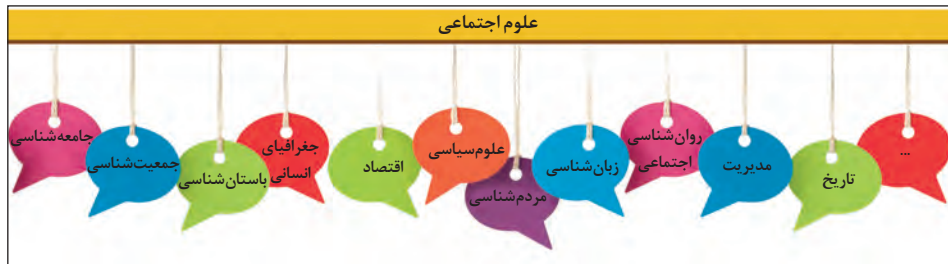 علوم اجتماعی
...
تاریخ
مدیریت
روان‌شناسی
اجتماعی
زبان‌شناسی
مردم‌شناسی
علوم‌سیاسی
اقتصاد
جغرافیای
انسانی
باستان‌شناسی
جمعیت‌شناسی
جامعه‌شناسی